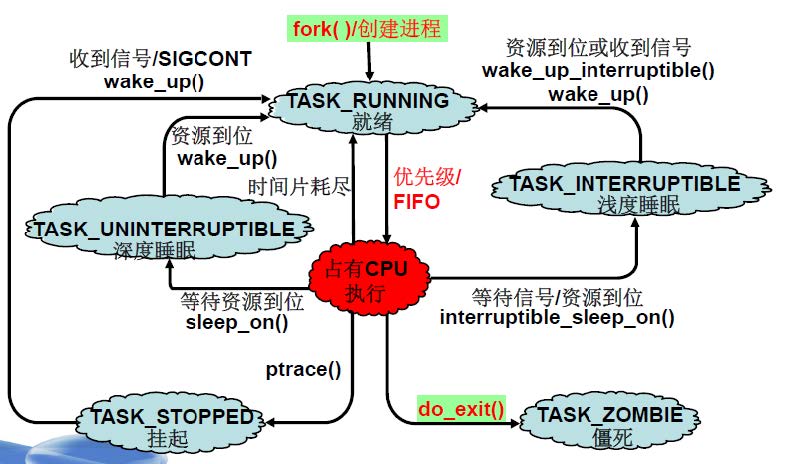 fork( )/创建进程
收到信号/SIGCONT
wake_up()
资源到位或收到信号
wake_up_interruptible()
wake_up()
TASK_RUNNING
就绪
资源到位
wake_up()
时间片耗尽
优先级/
FIFO
TASK_UNINTERRUPTIBLE
深度睡眠
TASK_INTERRUPTIBLE
浅度睡眠
占有CPU
执行
等待资源到位
sleep_on()
等待信号/资源到位
interruptible_sleep_on()
ptrace()
do_exit()
TASK_STOPPED
挂起
TASK_ZOMBIE
僵死